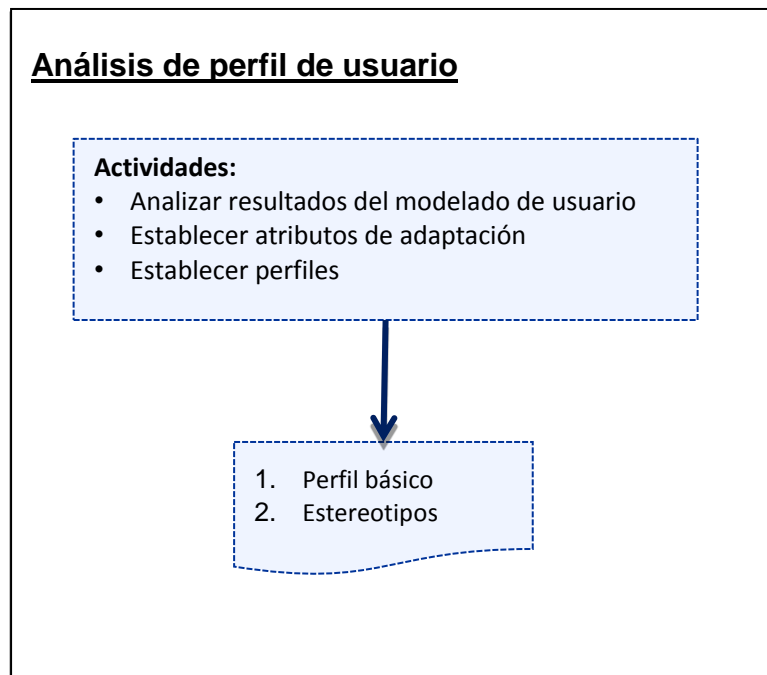 Análisis de perfil de usuario
Actividades:
• Analizar resultados del modelado de usuario
• Establecer atributos de adaptación
• Establecer perfiles
1. Perfil básico
2. Estereotipos